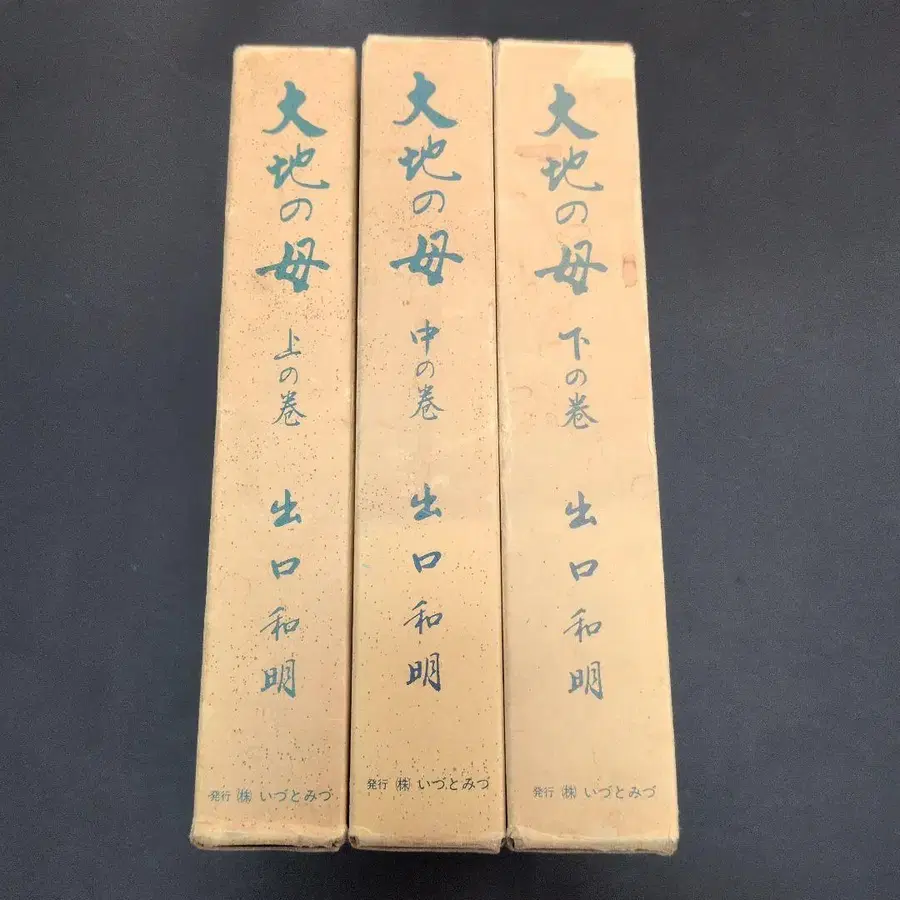 大地の母 上の巻 出口和明
発行 ㈱ いづとみづ
大地の母 中の巻 出口和明
発行 ㈱ いづとみづ
大地の母 下の巻 出口和明
発行 ㈱ いづとみづ